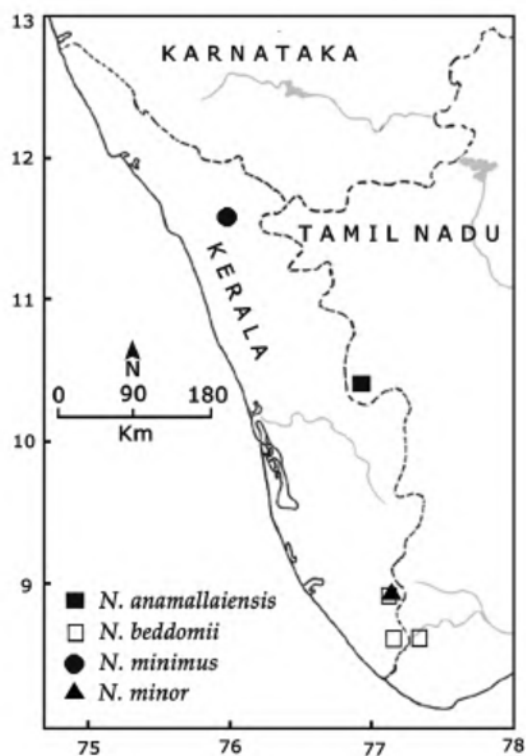 13
KARNATAKA
12
TAMIL NADU
KERALA
11
N
0 90 180
Km
10
9
N. anamallaiensis
N. beddomii
N. minimus
N. minor
75 76 77 78